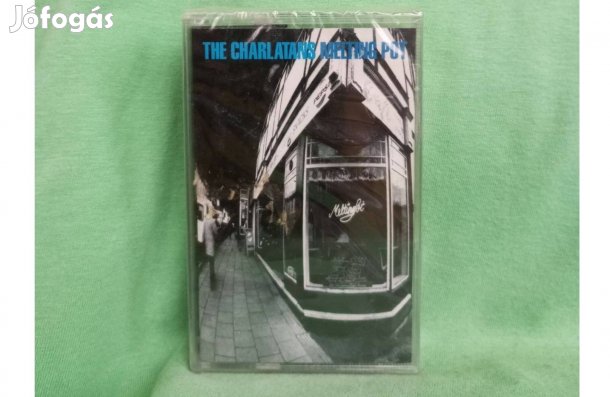 Jófogás
THE CHARLATANS MELTING POT
Melting Pot